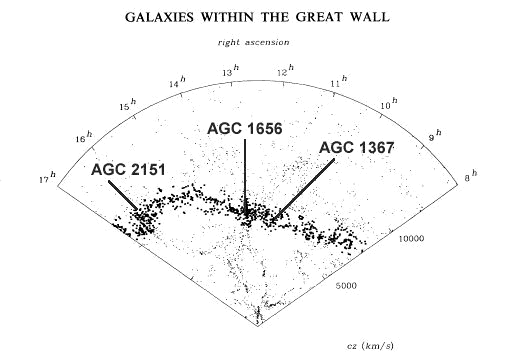 GALAXIES WITHIN THE GREAT WALL
right ascension
13h 12h
14h 11h
15h 10h
16h 9h
17h 8h
AGC 1656
AGC 1367
AGC 2151
10000
5000
cz (km/s)